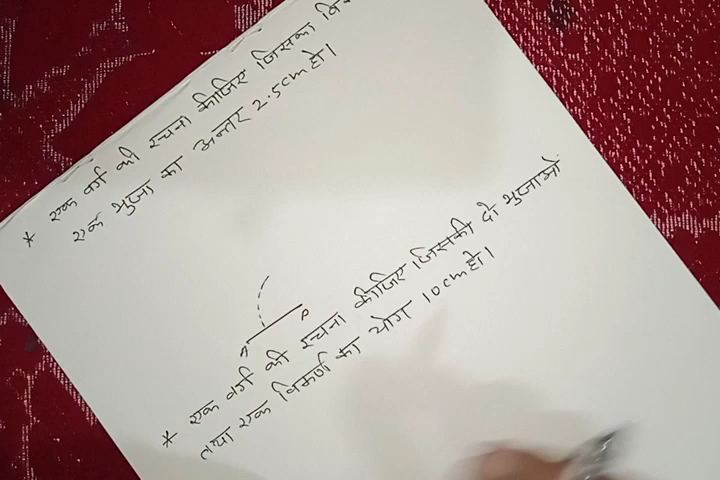 * एक वर्ग की रचना कीजिए जिसका
एक भुजा का अन्तर 2.5cm हो।
* एक वर्ग की रचना कीजिए जिसकी दो भुजाओं
तथा एक विकर्ण का योग 10cm हो।